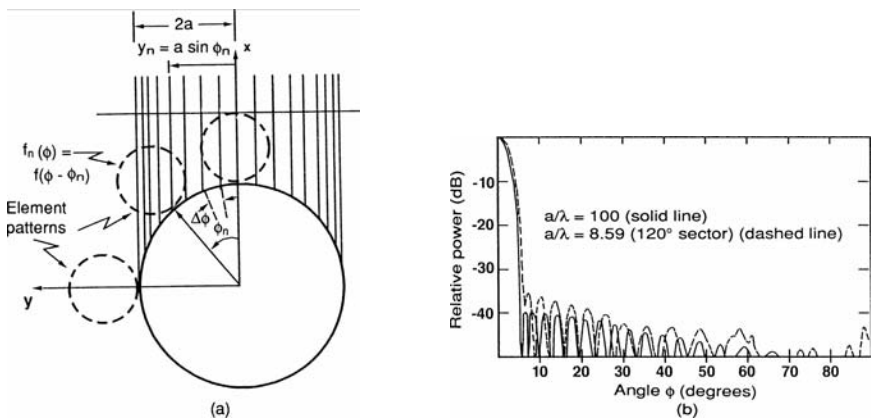 2a
yₙ = a sin ϕₙ x
fₙ (ϕ) =
f(ϕ - ϕₙ)
Element
patterns
Δϕ
ϕₙ
y
(a)
Relative power (dB)
-10
-20
-30
-40
a/λ = 100 (solid line)
a/λ = 8.59 (120° sector) (dashed line)
10 20 30 40 50 60 70 80
Angle ϕ (degrees)
(b)